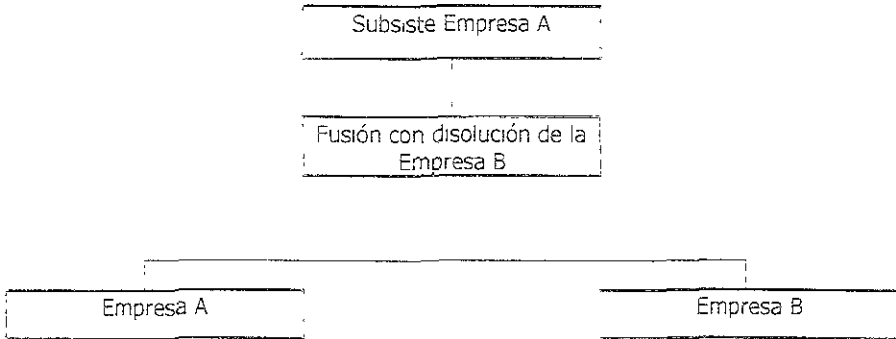 Subsiste Empresa A
Fusión con disolución de la
Empresa B
Empresa A
Empresa B